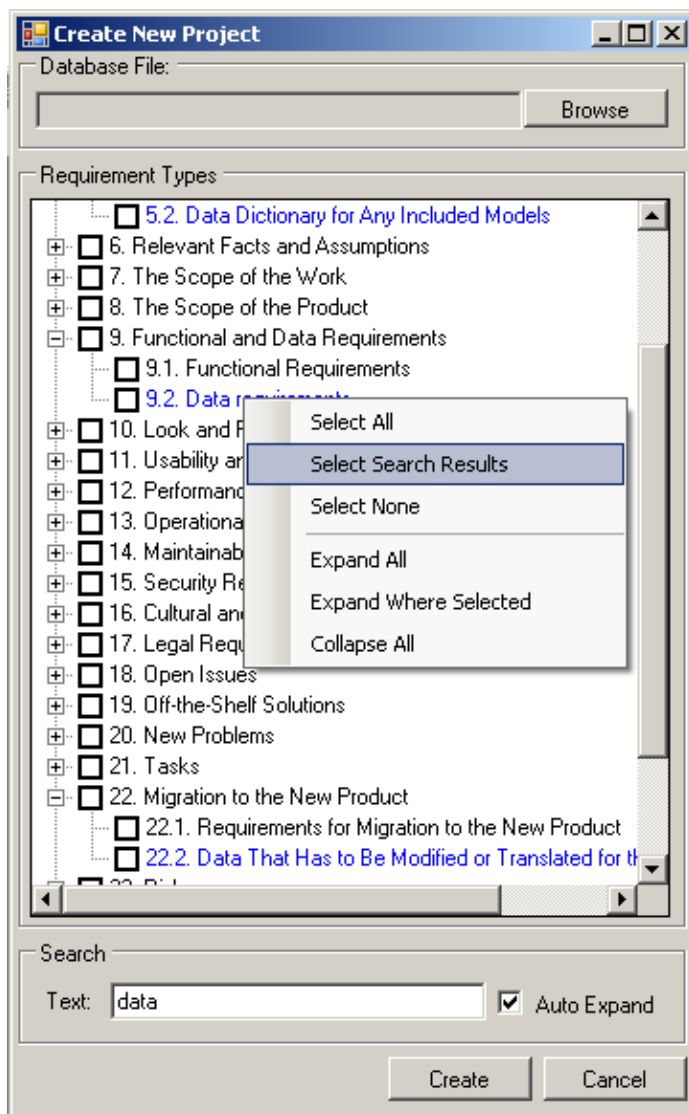 Create New Project
Database File:
Browse
Requirement Types
5.2. Data Dictionary for Any Included Models
6. Relevant Facts and Assumptions
7. The Scope of the Work
8. The Scope of the Product
9. Functional and Data Requirements
9.1. Functional Requirements
9.2. Data requirements
10. Look and F
11. Usability an
12. Performanc
13. Operationa
14. Maintainab
15. Security Re
16. Cultural and
17. Legal Requ
18. Open Issues
19. Off-the-Shelf Solutions
20. New Problems
21. Tasks
22. Migration to the New Product
22.1. Requirements for Migration to the New Product
22.2. Data That Has to Be Modified or Translated for th
Select All
Select Search Results
Select None
Expand All
Expand Where Selected
Collapse All
Search
Text: data
Auto Expand
Create
Cancel